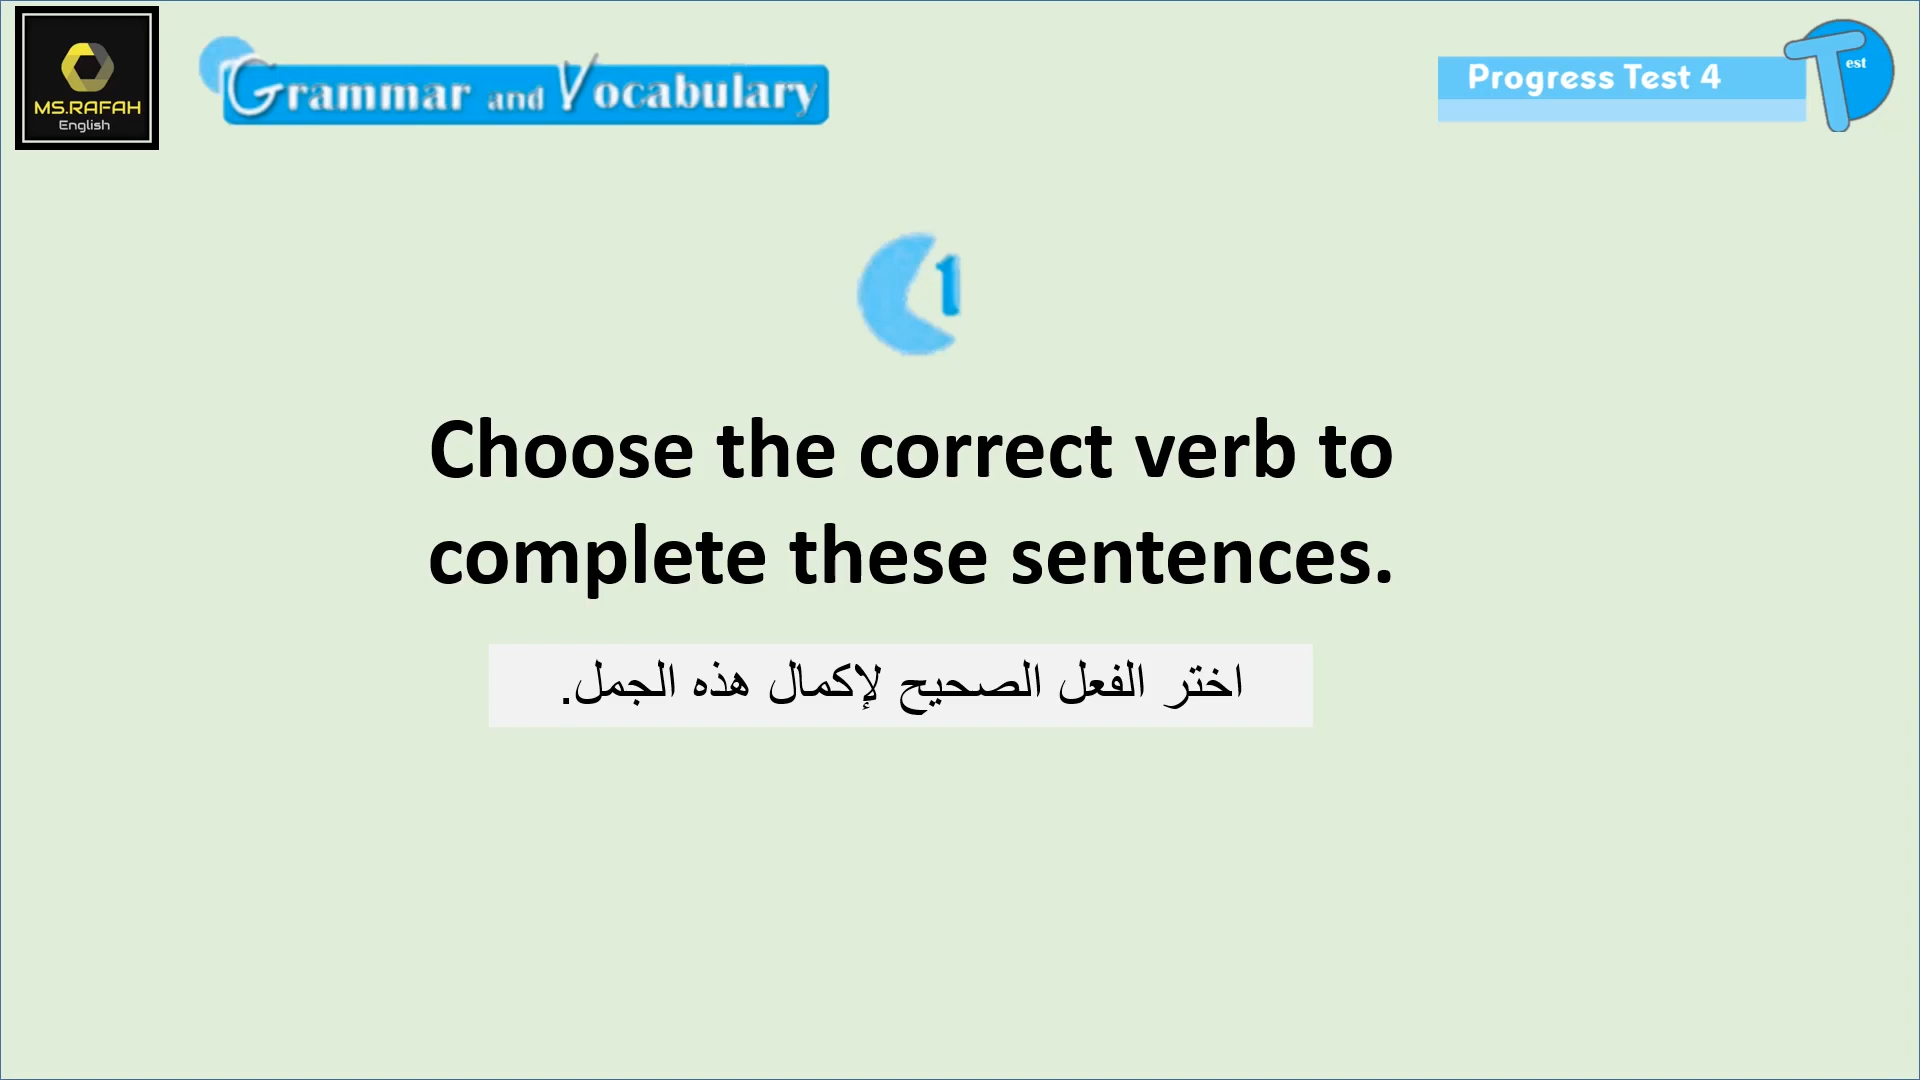 MS.RAFAH
English
Grammar and Vocabulary
Progress Test 4
Test
1
Choose the correct verb to
complete these sentences.
اختر الفعل الصحيح لإكمال هذه الجمل.